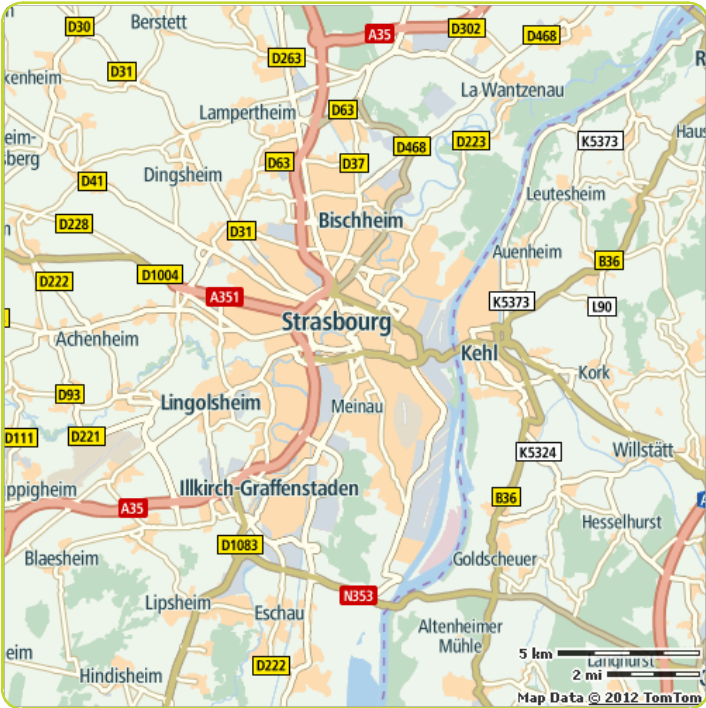 D30
Berstett
A35
D302
D468
D263
D31
kenheim
La Wantzenau
D63
Lampertheim
K5373
Haus
eim-
sberg
D468
D223
D63
D37
Dingsheim
D41
Leutesheim
Bischheim
D228
D31
Auenheim
B36
D222
D1004
A351
K5373
L90
Strasbourg
Achenheim
Kehl
Kork
D93
Lingolsheim
Meinau
D111
D221
K5324
Willstätt
ppigheim
Illkirch-Graffenstaden
B36
A35
Hesselhurst
D1083
Blaesheim
Goldscheuer
N353
Lipsheim
Eschau
Altenheimer
Mühle
eim
5 km
D222
Langhurst
Hindisheim
2 mi
Map Data © 2012 TomTom